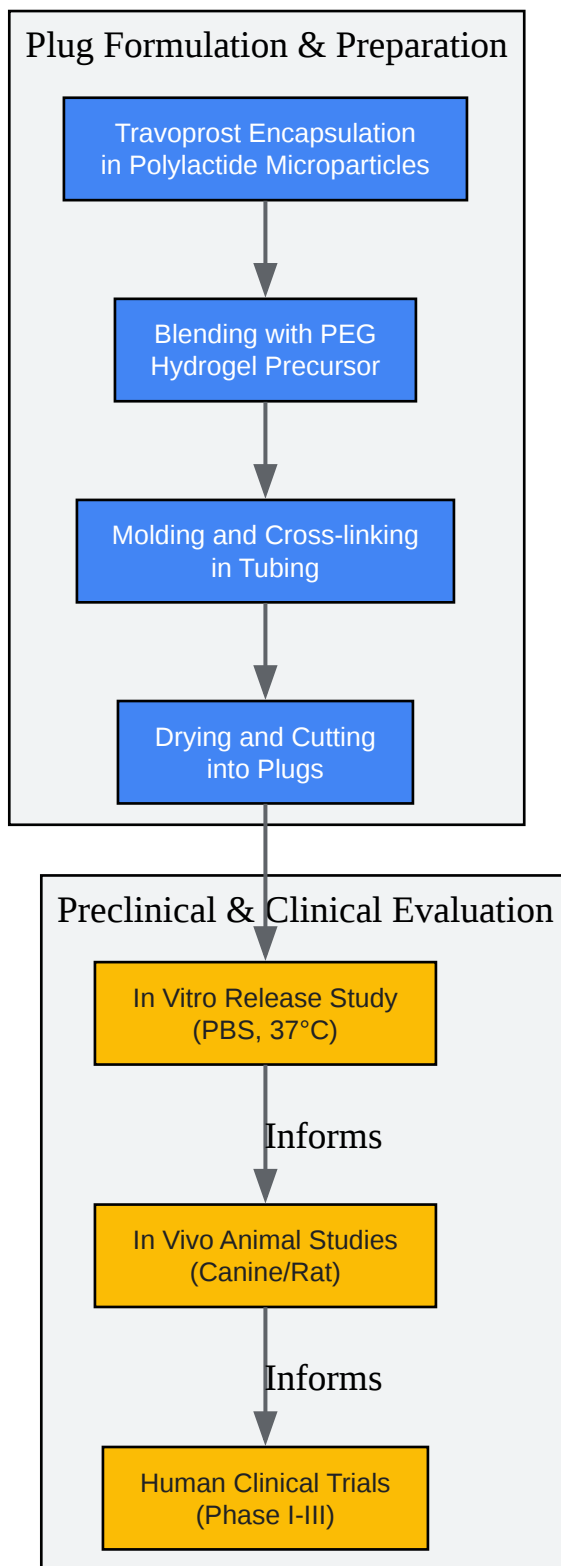 Plug Formulation & Preparation
Travoprost Encapsulation
in Polylactide Microparticles
Blending with PEG
Hydrogel Precursor
Molding and Cross-linking
in Tubing
Drying and Cutting
into Plugs
Preclinical & Clinical Evaluation
In Vitro Release Study
(PBS, 37°C)
Informs
In Vivo Animal Studies
(Canine/Rat)
Informs
Human Clinical Trials
(Phase I-III)